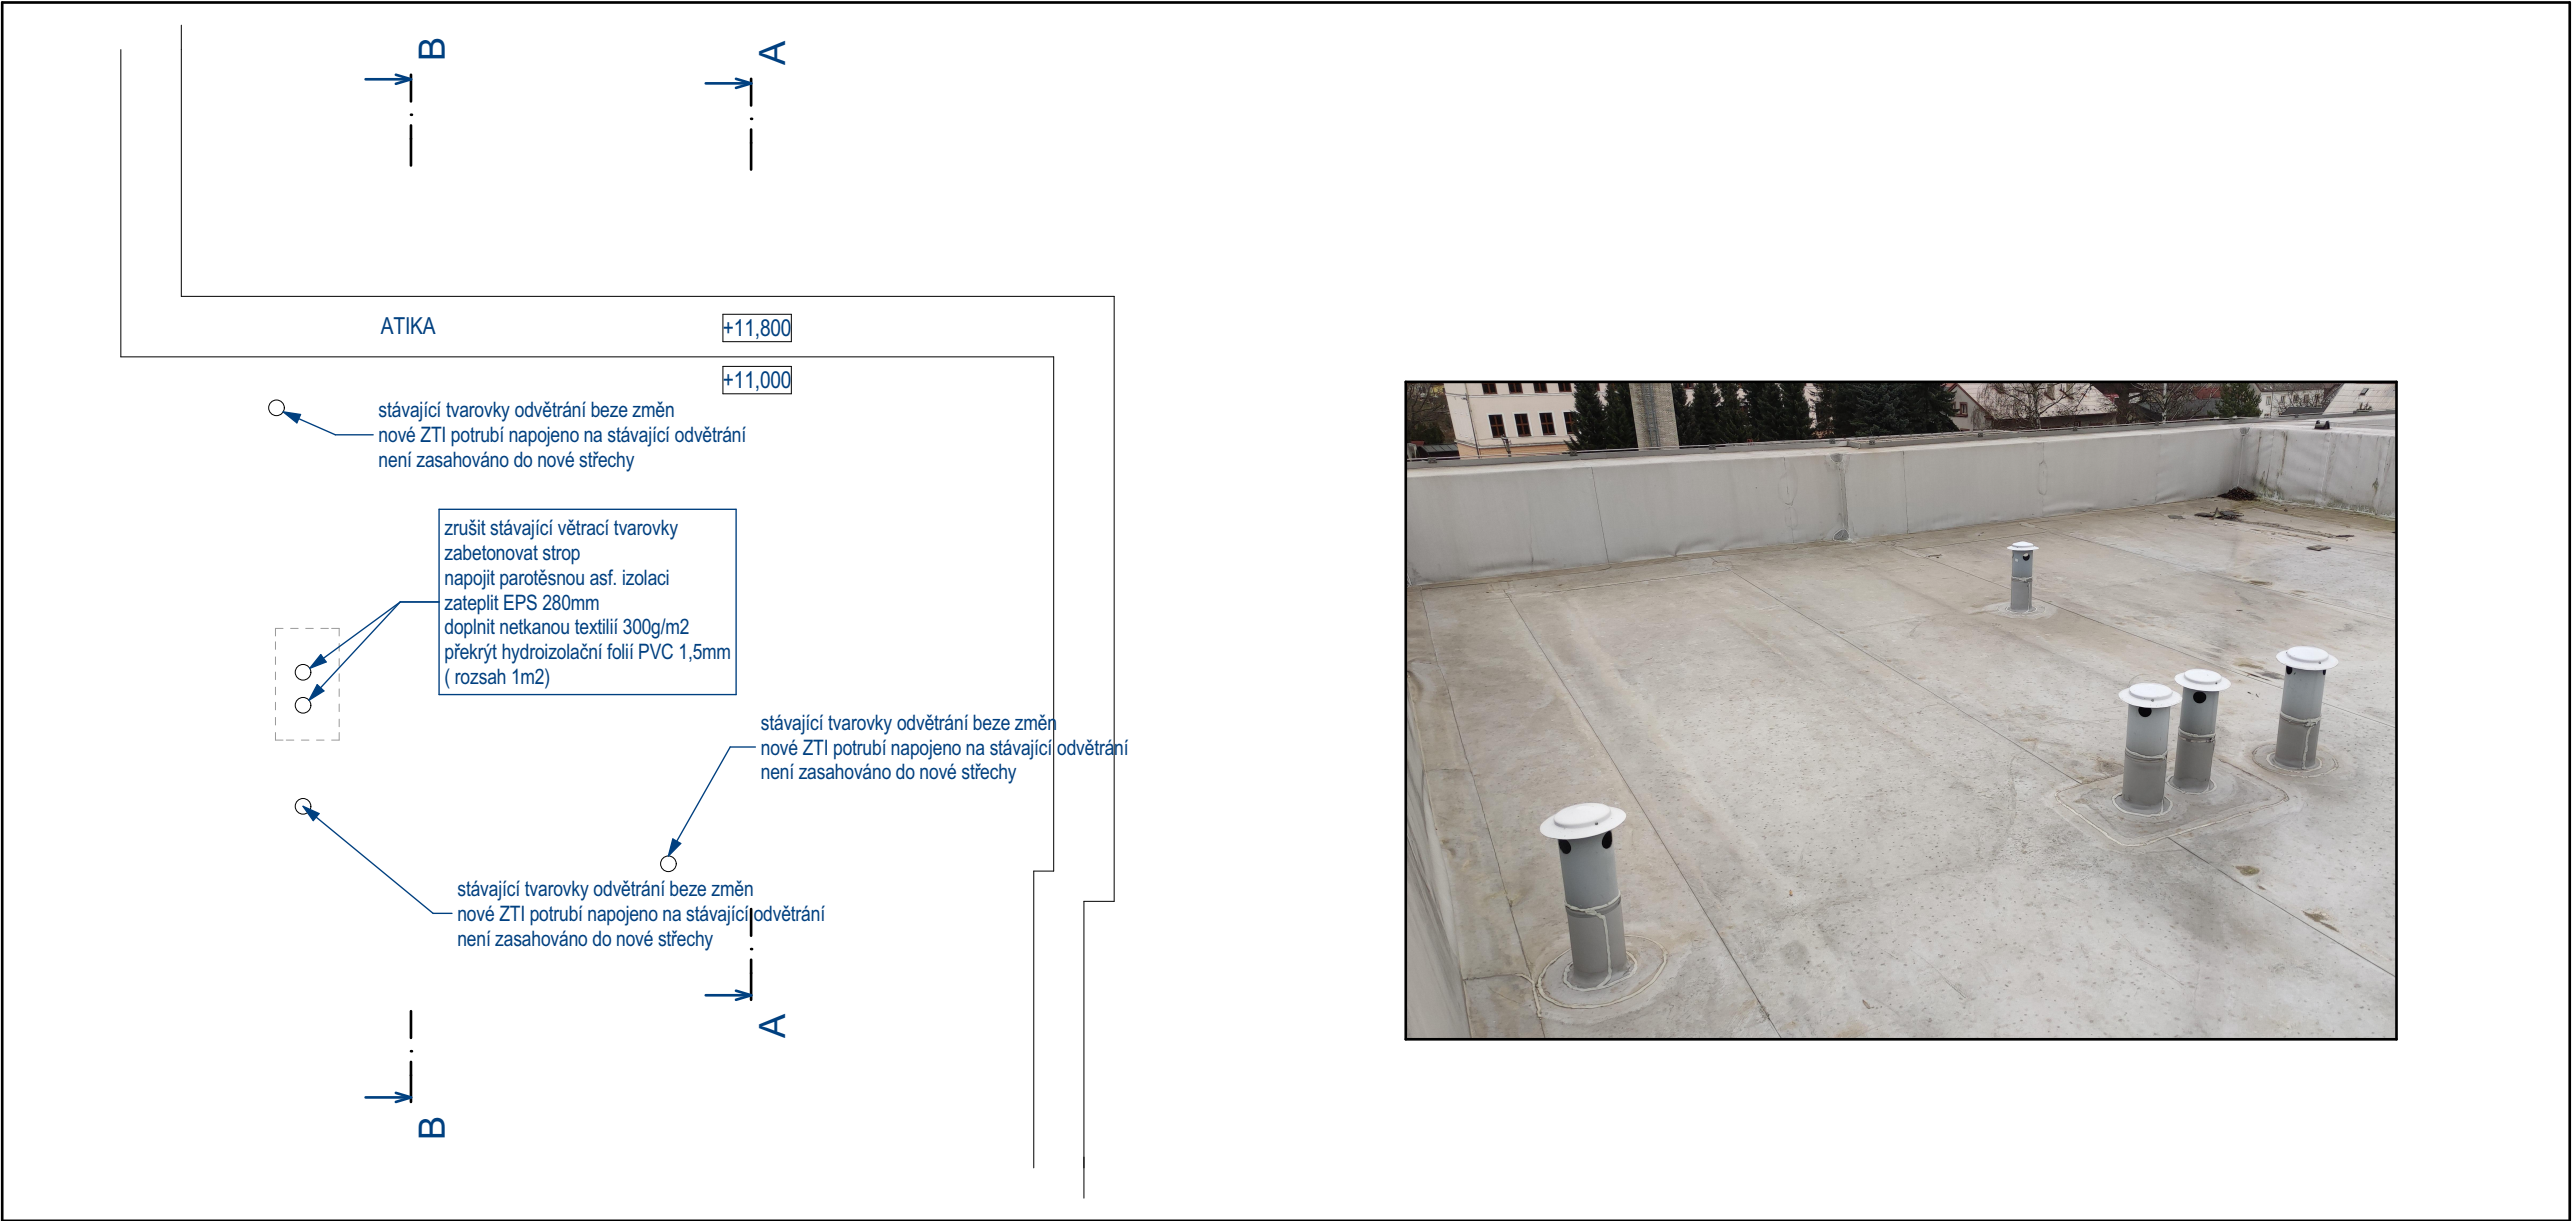 B
A
ATIKA
+11,800
+11,000
stávající tvarovky odvětrání beze změn
nové ZTI potrubí napojeno na stávající odvětrání
není zasahováno do nové střechy
zrušit stávající větrací tvarovky
zabetonovat strop
napojit parotěsnou asf. izolaci
zateplit EPS 280mm
doplnit netkanou textilií 300g/m2
překrýt hydroizolační folií PVC 1,5mm
( rozsah 1m2)
stávající tvarovky odvětrání beze změn
nové ZTI potrubí napojeno na stávající odvětrání
není zasahováno do nové střechy
stávající tvarovky odvětrání beze změn
nové ZTI potrubí napojeno na stávající odvětrání
není zasahováno do nové střechy
A
B